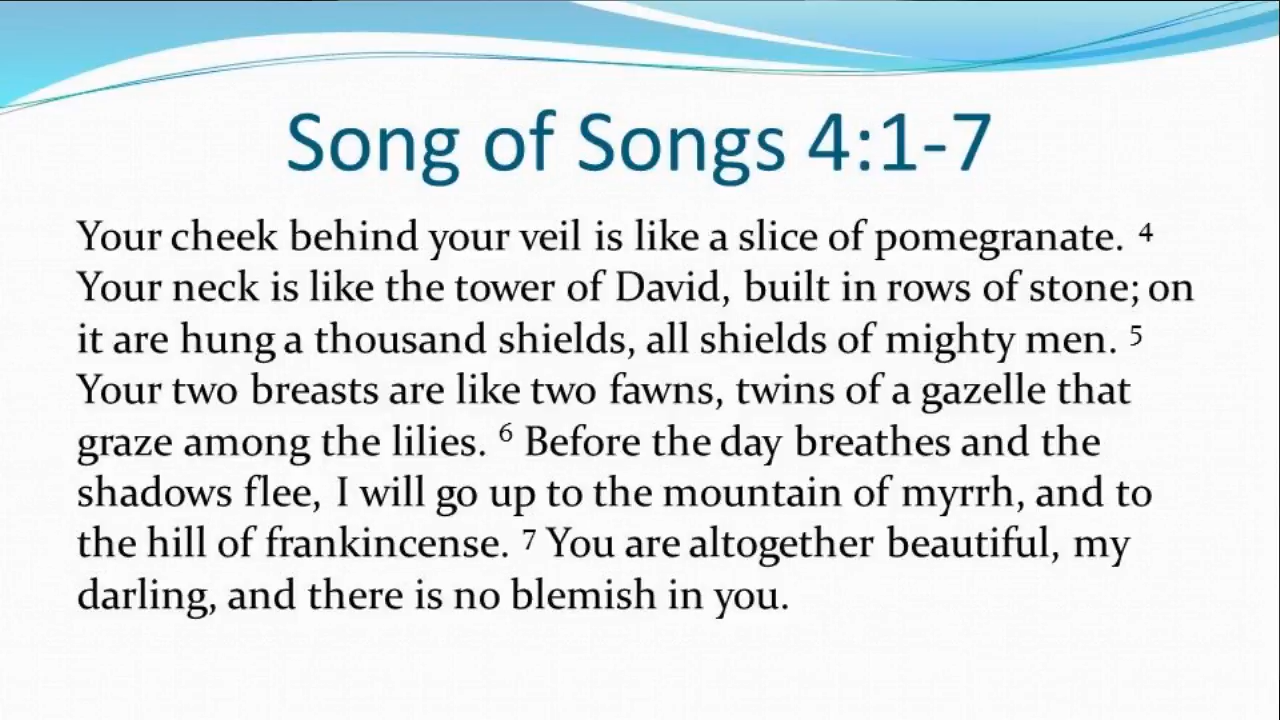 Song of Songs 4:1-7
Your cheek behind your veil is like a slice of pomegranate. ⁴
Your neck is like the tower of David, built in rows of stone; on
it are hung a thousand shields, all shields of mighty men. ⁵
Your two breasts are like two fawns, twins of a gazelle that
graze among the lilies. ⁶ Before the day breathes and the
shadows flee, I will go up to the mountain of myrrh, and to
the hill of frankincense. ⁷ You are altogether beautiful, my
darling, and there is no blemish in you.